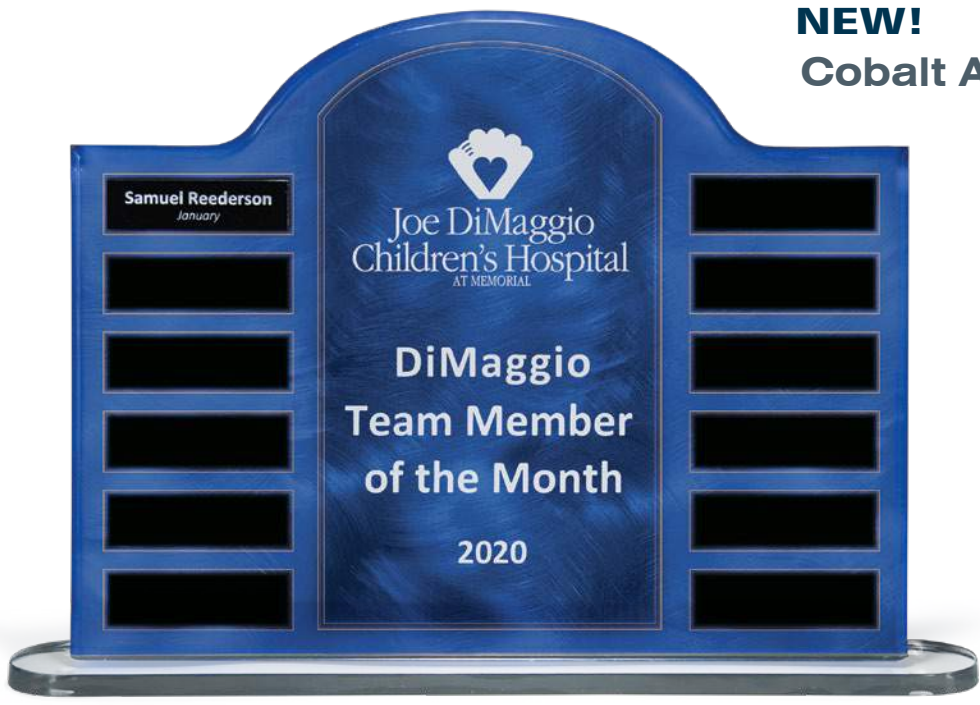 NEW!
Cobalt A
Samuel Reederson
January
Joe DiMaggio
Children's Hospital
AT MEMORIAL
DiMaggio
Team Member
of the Month
2020